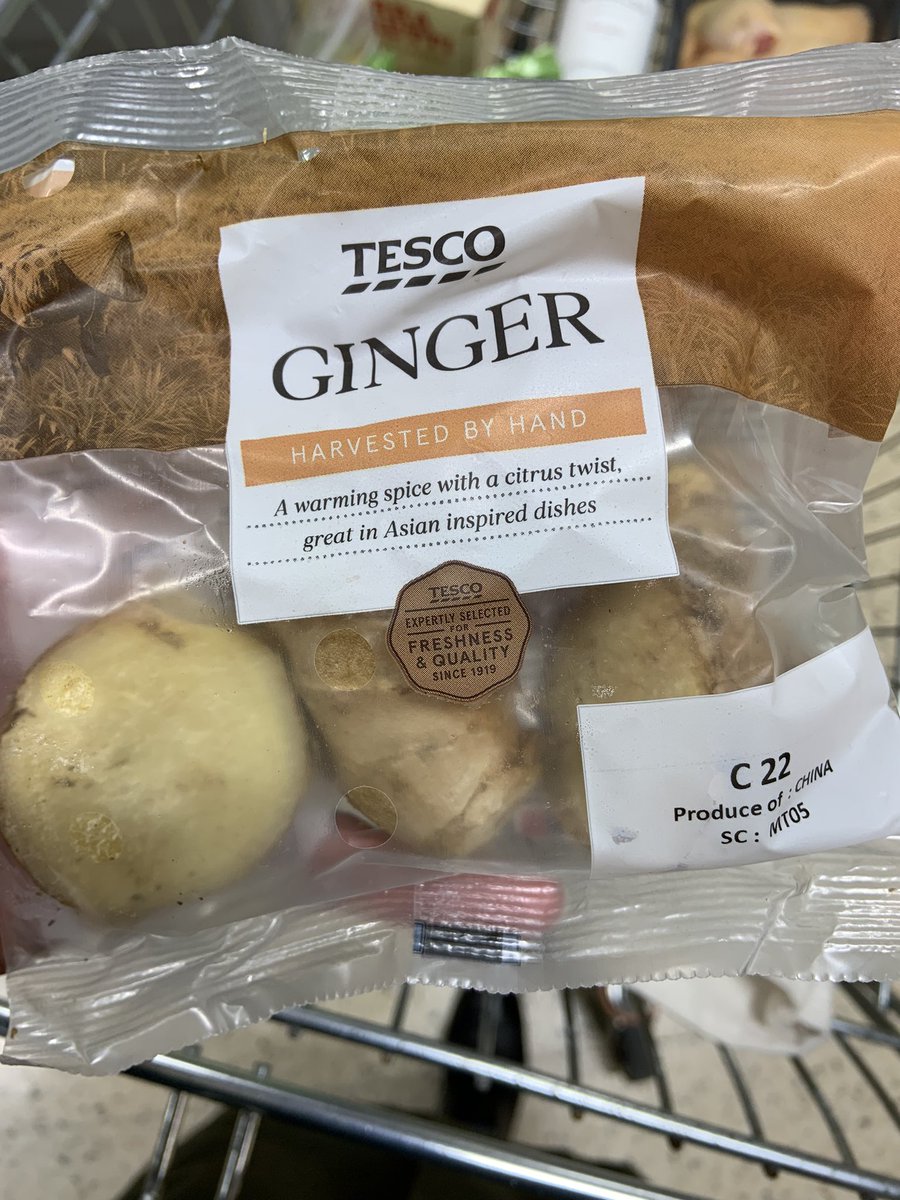 TESCO
GINGER
HARVESTED BY HAND
A warming spice with a citrus twist,
great in Asian inspired dishes
TESCO
EXPERTLY SELECTED
FOR
FRESHNESS
& QUALITY
SINCE 1919
C 22
Produce of : CHINA
SC : MT05